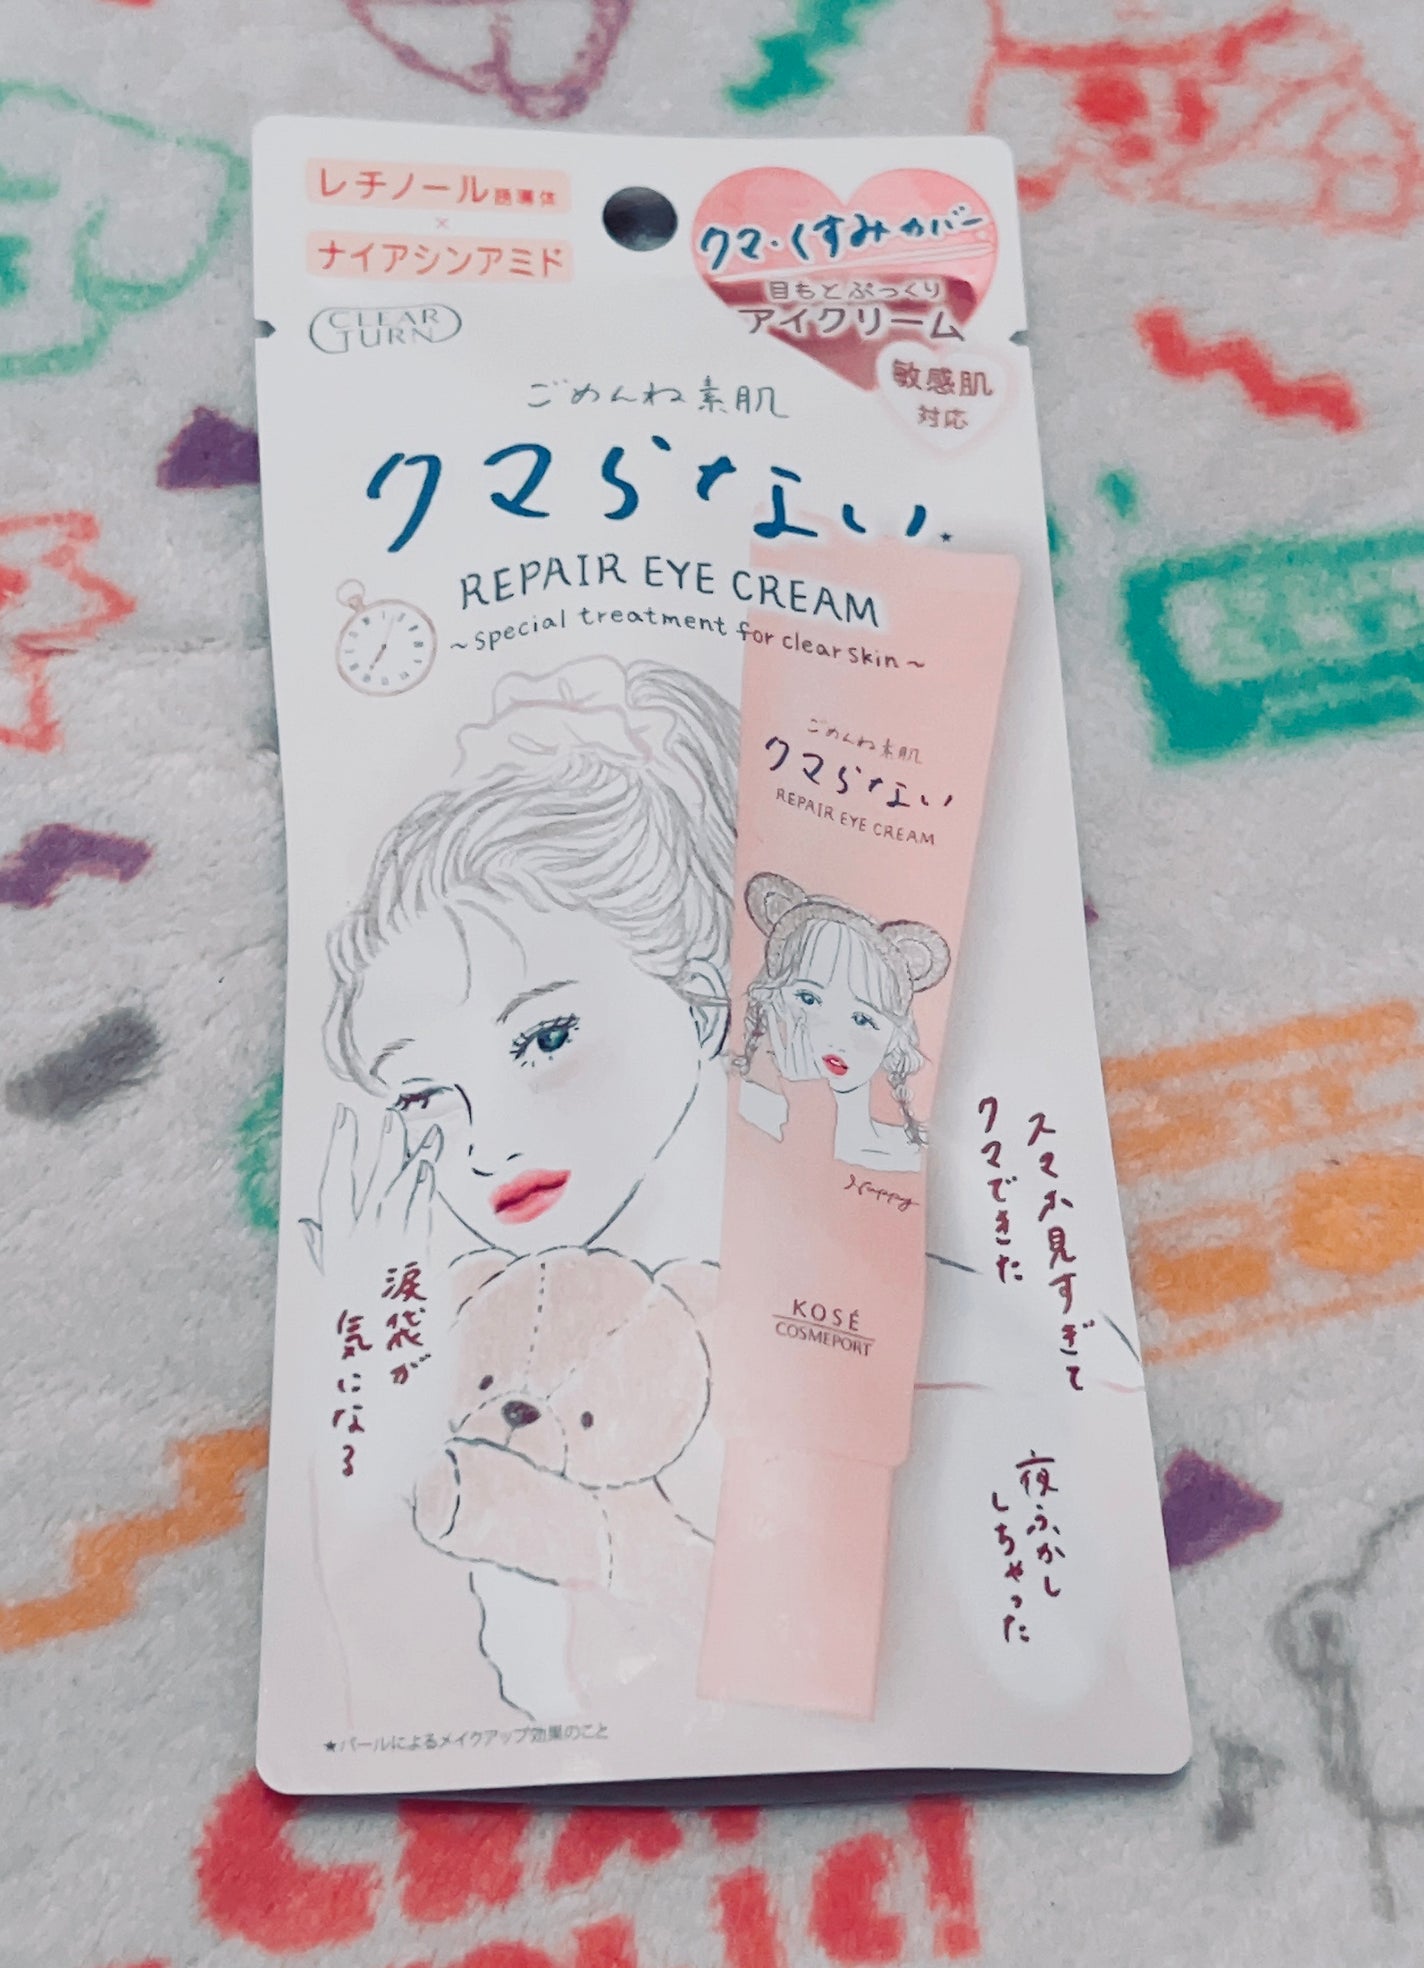 レチノール誘導体
×
ナイアシンアミド
クマ・くすみカバー
目もとぷっくり
アイクリーム
敏感肌
対応
CLEAR
TURN
ごめんね素肌
クマらない★
REPAIR EYE CREAM
~special treatment for clear skin~
ごめんね素肌
クマらない
REPAIR EYE CREAM
Happy
KOSÉ
COSMEPORT
スマホ見すぎて
クマできた
涙袋が
気になる
夜ふかし
しちゃった
★パールによるメイクアップ効果のこと